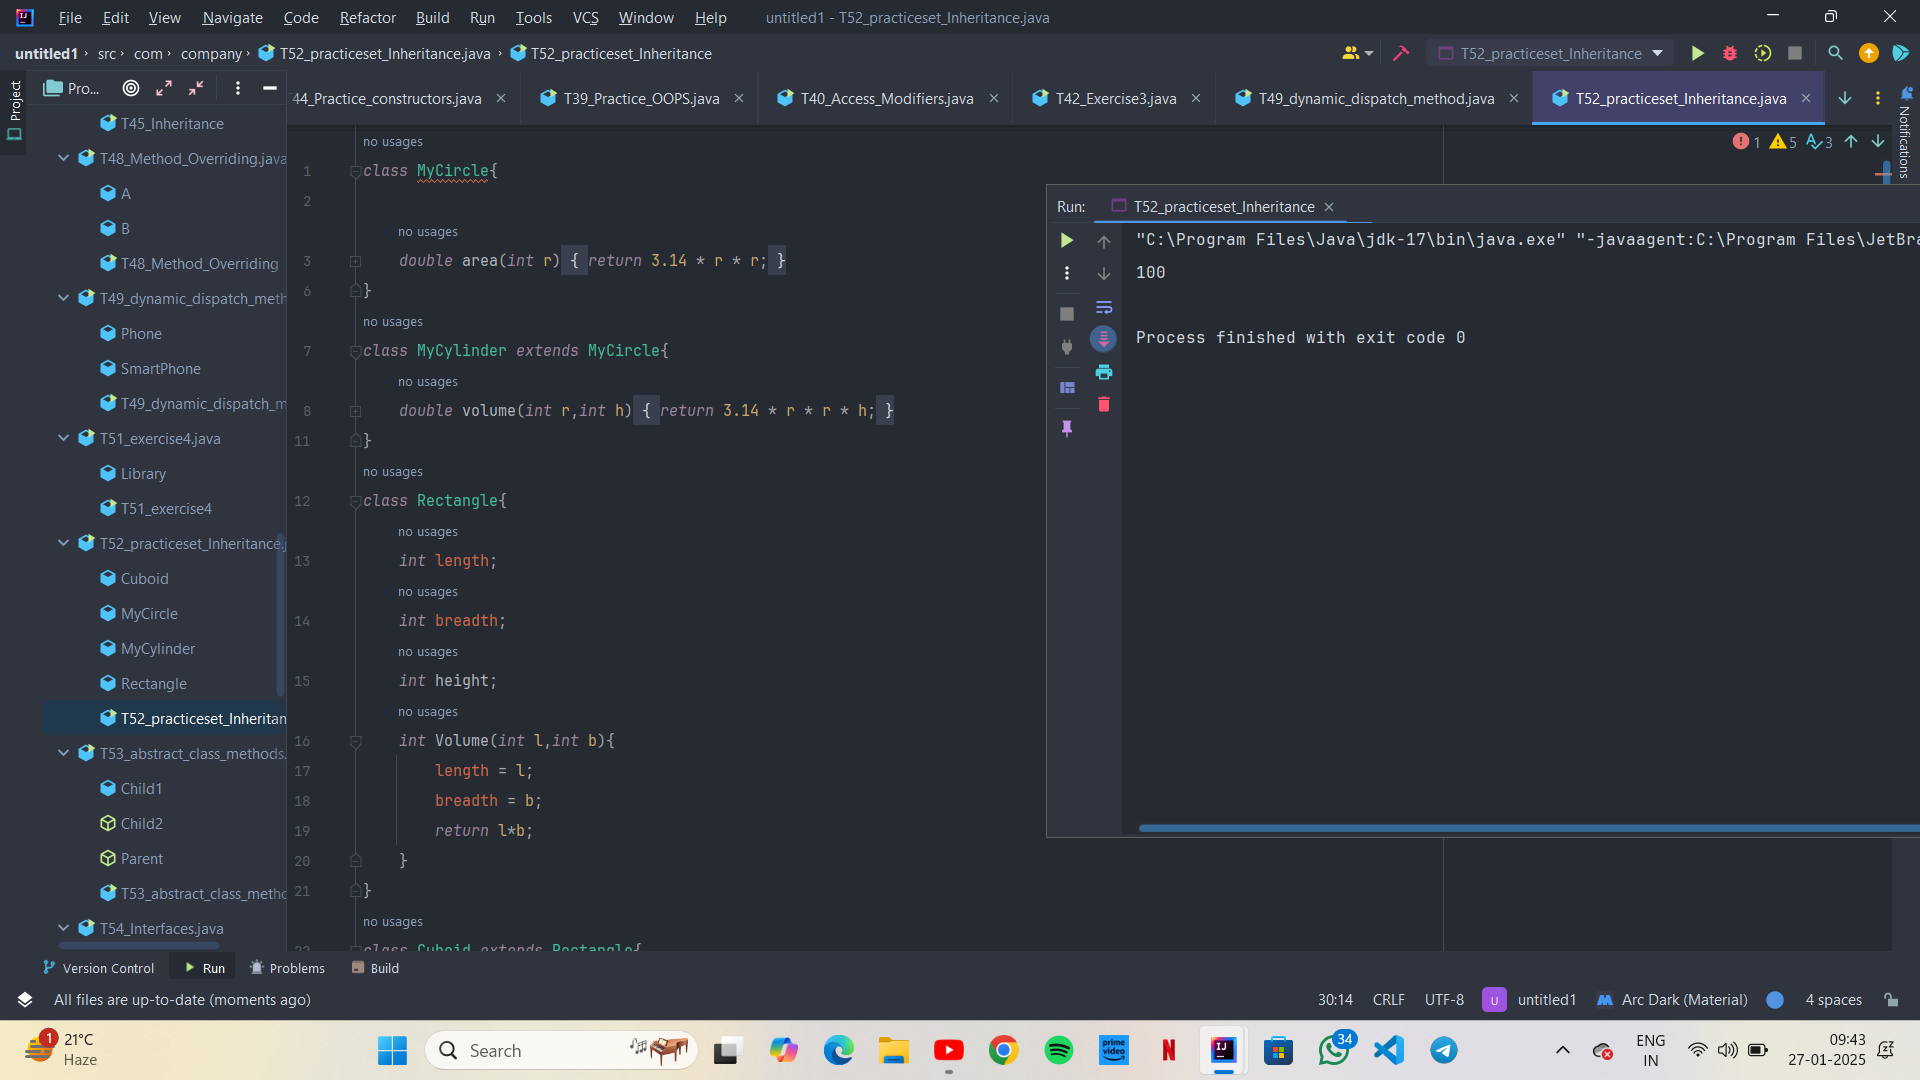 File Edit View Navigate Code Refactor Build Run Tools VCS Window Help untitled1 - T52_practiceset_Inheritance.java
untitled1 › src › com › company › T52_practiceset_Inheritance.java › T52_practiceset_Inheritance
T52_practiceset_Inheritance
Project
Pro...
44_Practice_constructors.java T39_Practice_OOPS.java T40_Access_Modifiers.java T42_Exercise3.java T49_dynamic_dispatch_method.java T52_practiceset_Inheritance.java
Notifications
1 5 3
T45_Inheritance
T48_Method_Overriding.java
A
B
T48_Method_Overriding
T49_dynamic_dispatch_meth
Phone
SmartPhone
T49_dynamic_dispatch_m
T51_exercise4.java
Library
T51_exercise4
T52_practiceset_Inheritance.j
Cuboid
MyCircle
MyCylinder
Rectangle
T52_practiceset_Inheritan
T53_abstract_class_methods.
Child1
Child2
Parent
T53_abstract_class_metho
T54_Interfaces.java
no usages
1 class MyCircle{
2
no usages
3 double area(int r) { return 3.14 * r * r; }
6 }
no usages
7 class MyCylinder extends MyCircle{
no usages
8 double volume(int r,int h) { return 3.14 * r * r * h; }
11 }
no usages
12 class Rectangle{
no usages
13 int length;
no usages
14 int breadth;
no usages
15 int height;
no usages
16 int Volume(int l,int b){
17 length = l;
18 breadth = b;
19 return l*b;
20 }
21 }
no usages
22 class Cuboid extends Rectangle{
Run: T52_practiceset_Inheritance
"C:\Program Files\Java\jdk-17\bin\java.exe" "-javaagent:C:\Program Files\JetBra
100
Process finished with exit code 0
Version Control Run Problems Build
All files are up-to-date (moments ago)
30:14 CRLF UTF-8 U untitled1 Arc Dark (Material) 4 spaces
1 21°C
Haze
Search
prime video
N
IJ
34
ENG
IN
09:43
27-01-2025